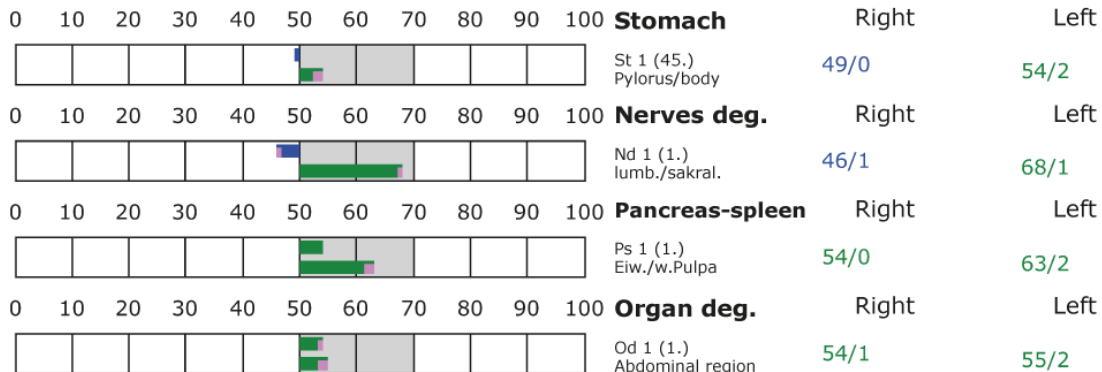 0 10 20 30 40 50 60 70 80 90 100 Stomach Right Left
St 1 (45.)
Pylorus/body
49/0 54/2
0 10 20 30 40 50 60 70 80 90 100 Nerves deg. Right Left
Nd 1 (1.)
lumb./sakral.
46/1 68/1
0 10 20 30 40 50 60 70 80 90 100 Pancreas-spleen Right Left
Ps 1 (1.)
Eiw./w.Pulpa
54/0 63/2
0 10 20 30 40 50 60 70 80 90 100 Organ deg. Right Left
Od 1 (1.)
Abdominal region
54/1 55/2